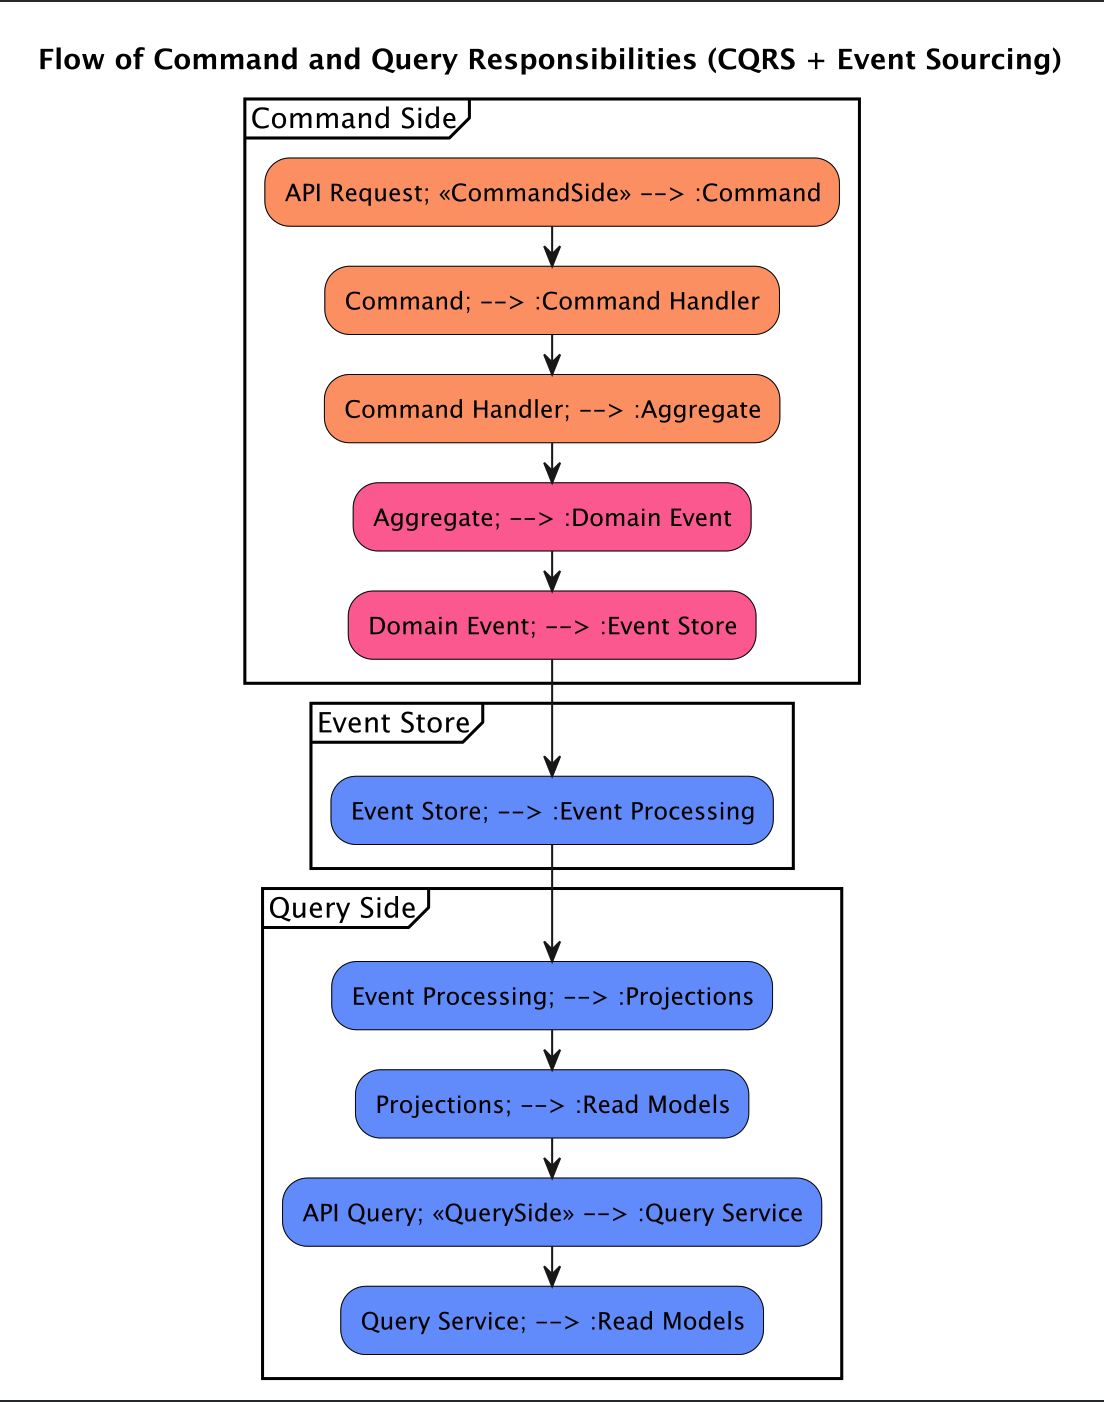 Flow of Command and Query Responsibilities (CQRS + Event Sourcing)
Command Side
API Request; «CommandSide» --> :Command
Command; --> :Command Handler
Command Handler; --> :Aggregate
Aggregate; --> :Domain Event
Domain Event; --> :Event Store
Event Store
Event Store; --> :Event Processing
Query Side
Event Processing; --> :Projections
Projections; --> :Read Models
API Query; «QuerySide» --> :Query Service
Query Service; --> :Read Models